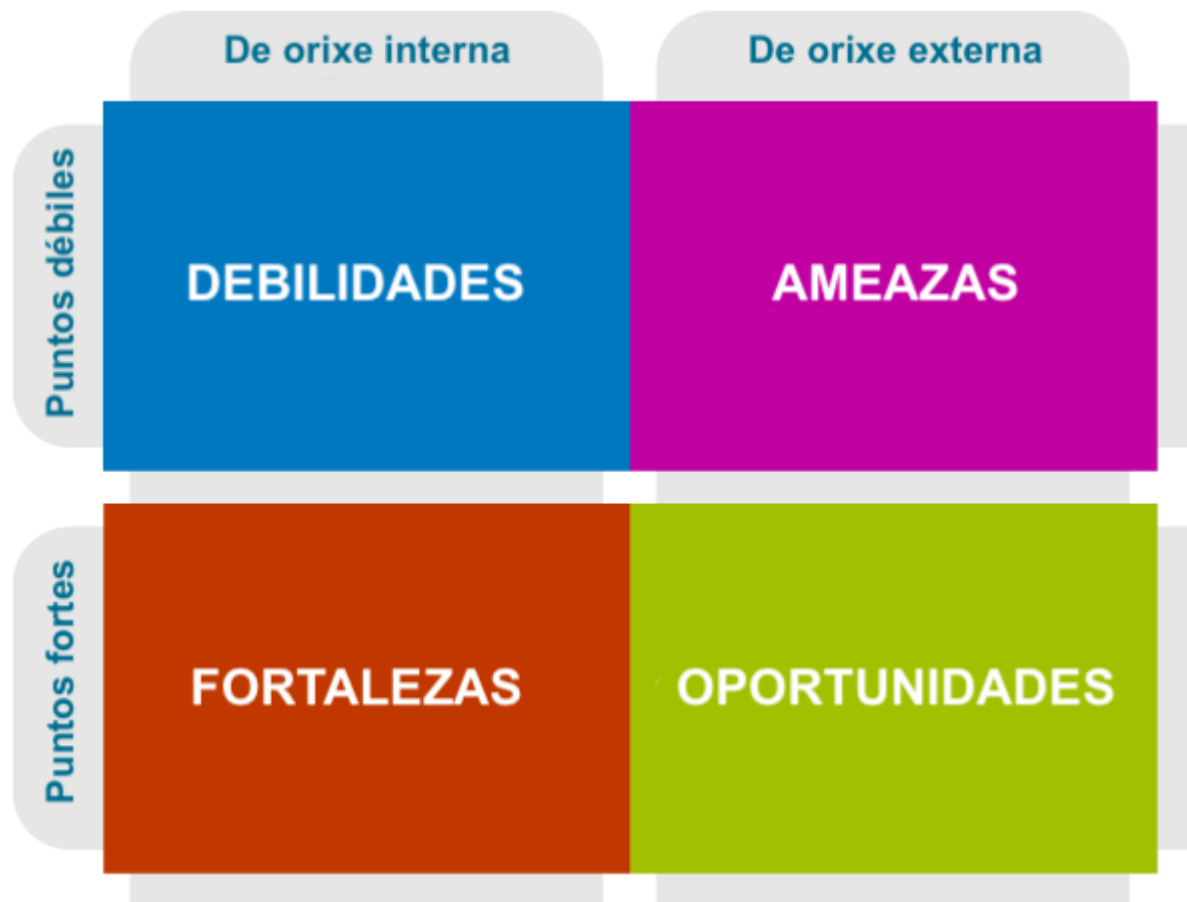 De orixe interna
De orixe externa
Puntos débiles
DEBILIDADES
AMEAZAS
Puntos fortes
FORTALEZAS
OPORTUNIDADES